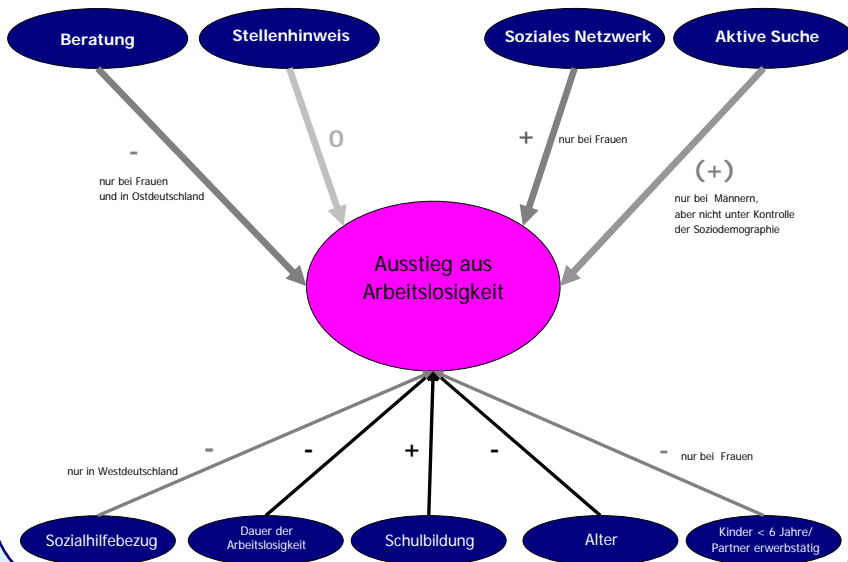 Beratung
Stellenhinweis
Soziales Netzwerk
Aktive Suche
-
nur bei Frauen
und in Ostdeutschland
0
+
nur bei Frauen
(+)
nur bei Männern,
aber nicht unter Kontrolle
der Soziodemographie
Ausstieg aus
Arbeitslosigkeit
-
nur in Westdeutschland
-
+
-
-
nur bei Frauen
Sozialhilfebezug
Dauer der
Arbeitslosigkeit
Schulbildung
Alter
Kinder < 6 Jahre/
Partner erwerbstätig